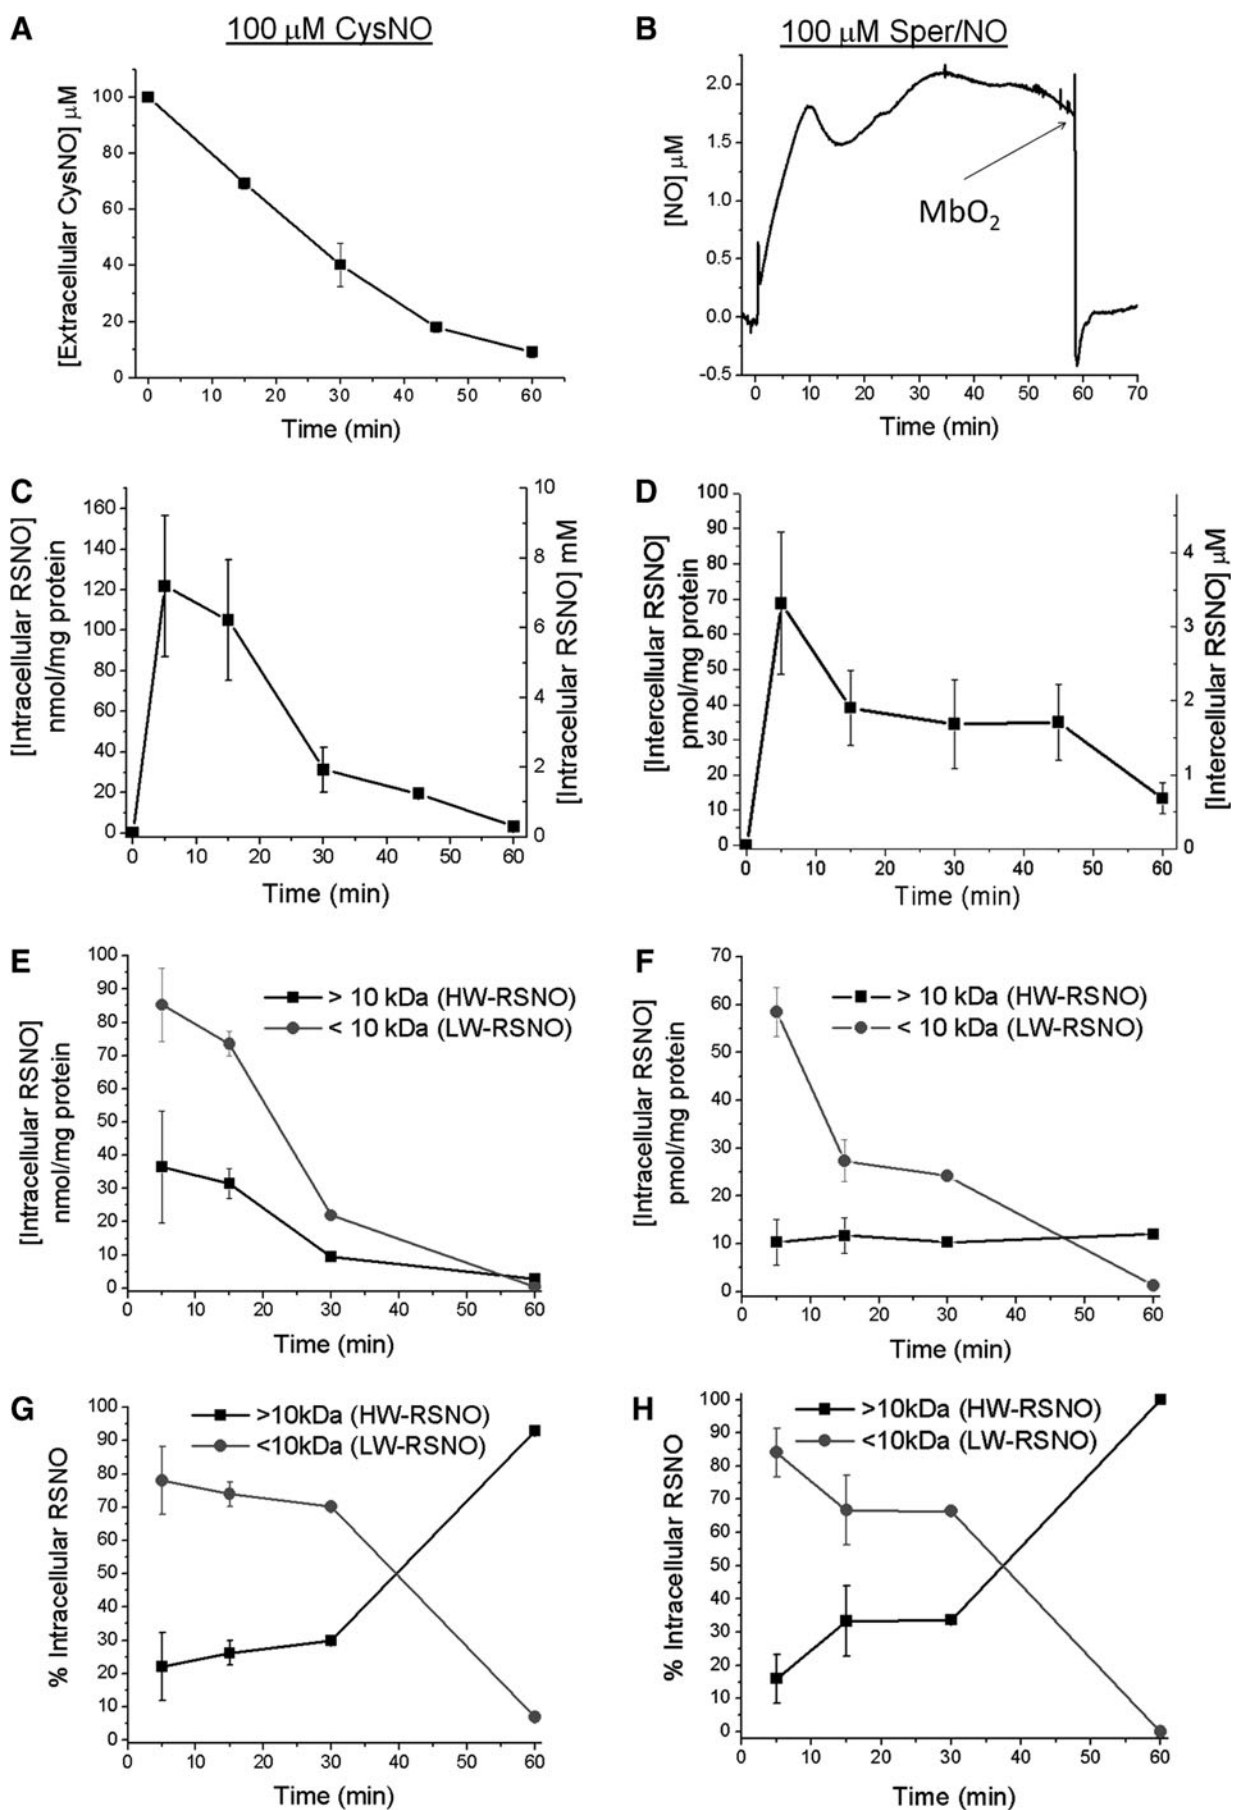 A
100 μM CysNO
[Extracellular CysNO] μM
100
80
60
40
20
0
0 10 20 30 40 50 60
Time (min)
B
100 μM Sper/NO
[NO] μM
2.0
1.5
1.0
0.5
0.0
-0.5
MbO2
0 10 20 30 40 50 60 70
Time (min)
C
[Intracellular RSNO]
nmol/mg protein
160
140
120
100
80
60
40
20
0
10
8
6
4
2
0
[Intracelular RSNO] mM
0 10 20 30 40 50 60
Time (min)
D
[Intercellular RSNO]
pmol/mg protein
100
90
80
70
60
50
40
30
20
10
0
4
3
2
1
0
[Intercellular RSNO] μM
0 10 20 30 40 50 60
Time (min)
E
[Intracellular RSNO]
nmol/mg protein
100
90
80
70
60
50
40
30
20
10
0
> 10 kDa (HW-RSNO)
< 10 kDa (LW-RSNO)
0 10 20 30 40 50 60
Time (min)
F
[Intracellular RSNO]
pmol/mg protein
70
60
50
40
30
20
10
0
> 10 kDa (HW-RSNO)
< 10 kDa (LW-RSNO)
0 10 20 30 40 50 60
Time (min)
G
% Intracellular RSNO
100
90
80
70
60
50
40
30
20
10
0
>10kDa (HW-RSNO)
<10kDa (LW-RSNO)
0 10 20 30 40 50 60
Time (min)
H
% Intracellular RSNO
100
90
80
70
60
50
40
30
20
10
0
>10kDa (HW-RSNO)
<10kDa (LW-RSNO)
0 10 20 30 40 50 60
Time (min)